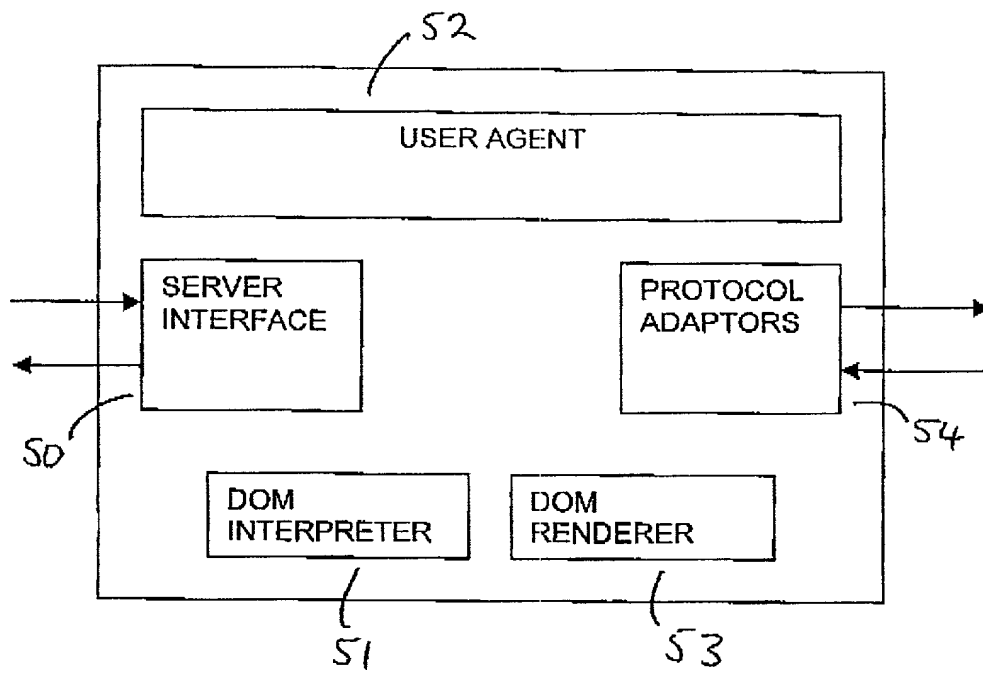 52
USER AGENT
SERVER
INTERFACE
PROTOCOL
ADAPTORS
50
54
DOM
INTERPRETER
DOM
RENDERER
51
53